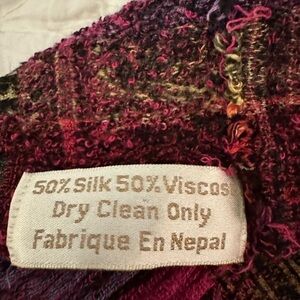 50% Silk 50% Viscos
Dry Clean Only
Fabrique En Nepal